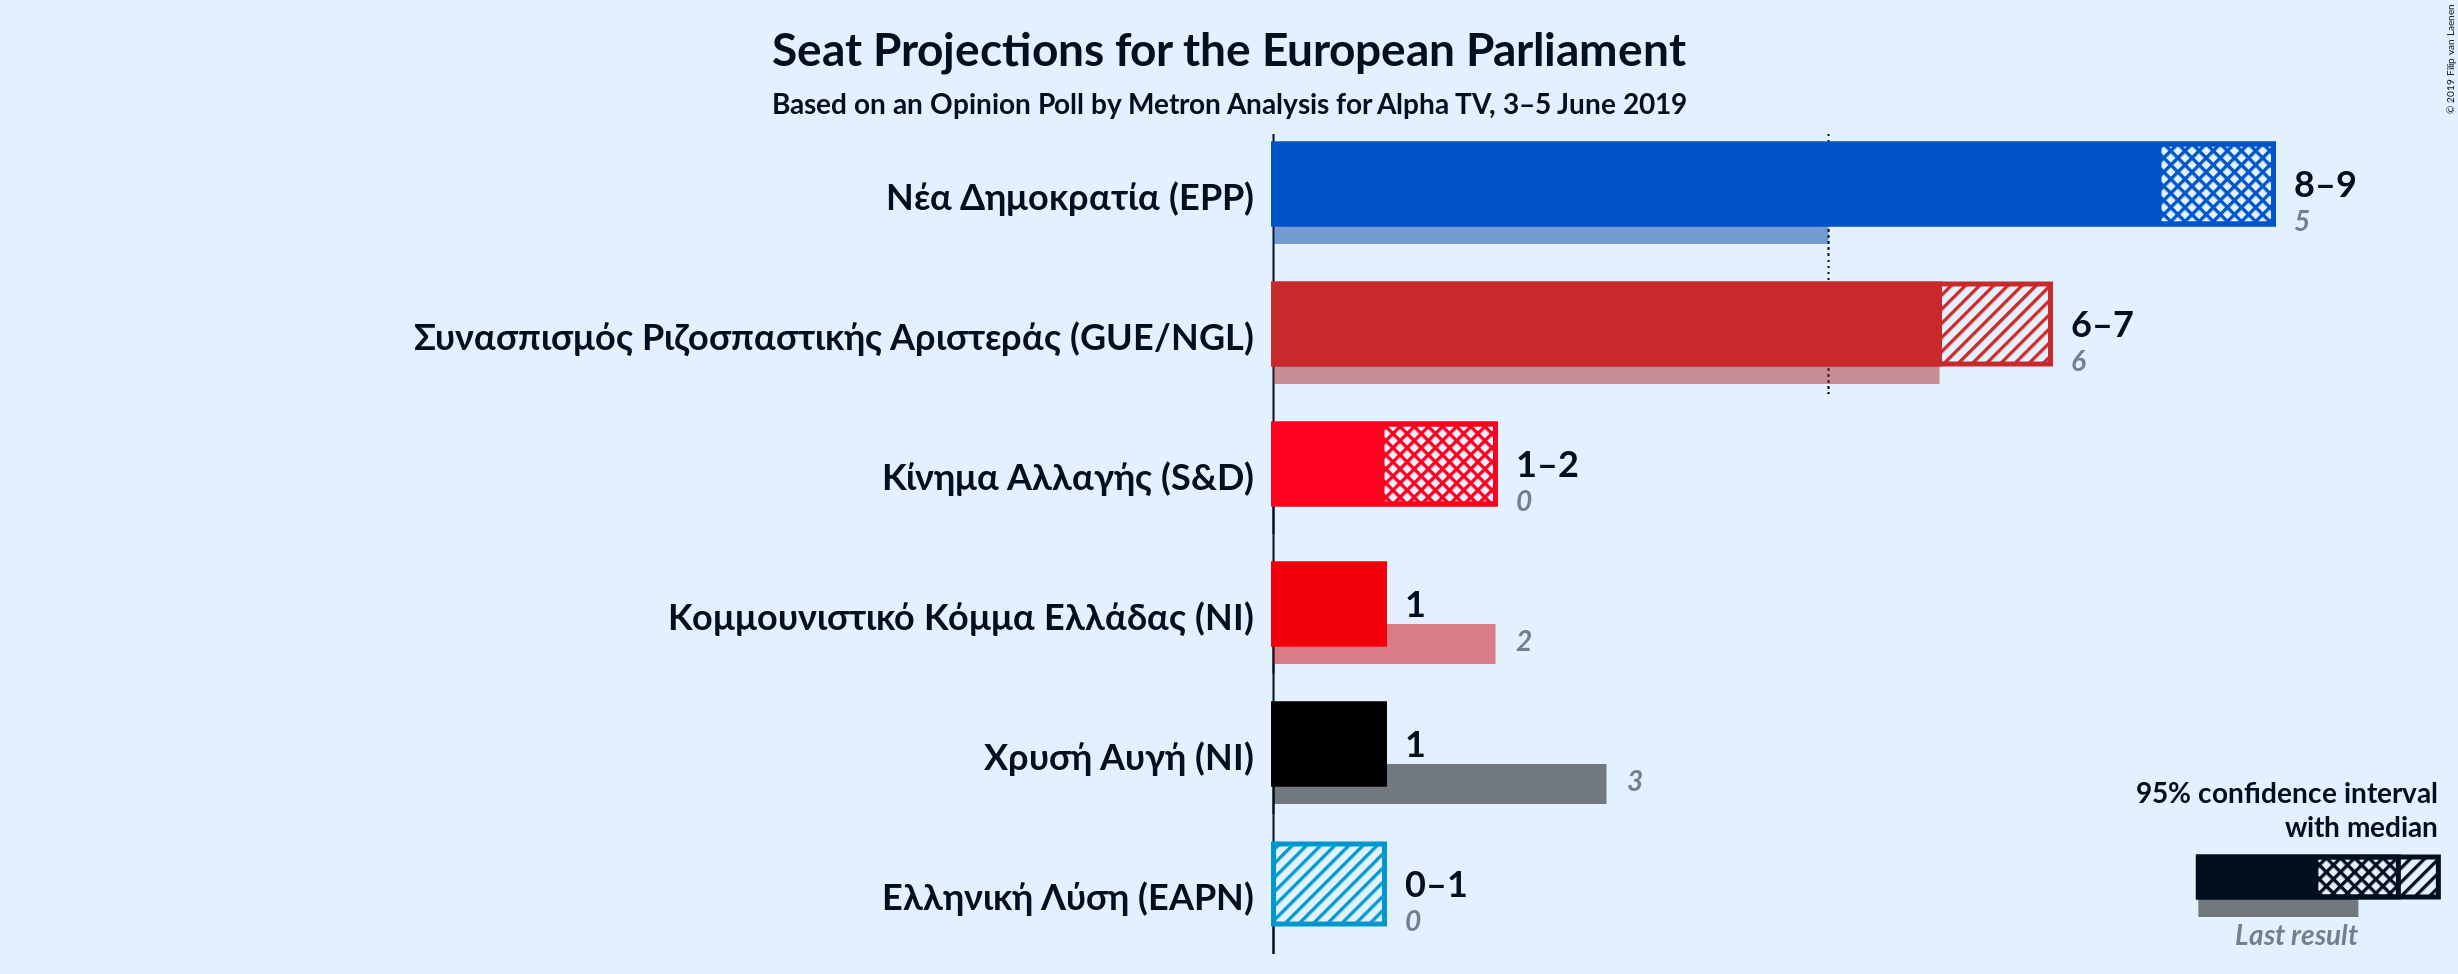 Seat Projections for the European Parliament
Based on an Opinion Poll by Metron Analysis for Alpha TV, 3–5 June 2019
© 2019 Filip van Laenen
Νέα Δημοκρατία (EPP)
8–9
5
Συνασπισμός Ριζοσπαστικής Αριστεράς (GUE/NGL)
6–7
6
Κίνημα Αλλαγής (S&D)
1–2
0
Κομμουνιστικό Κόμμα Ελλάδας (NI)
1
2
Χρυσή Αυγή (NI)
1
3
Ελληνική Λύση (EAPN)
0–1
0
95% confidence interval
with median
Last result